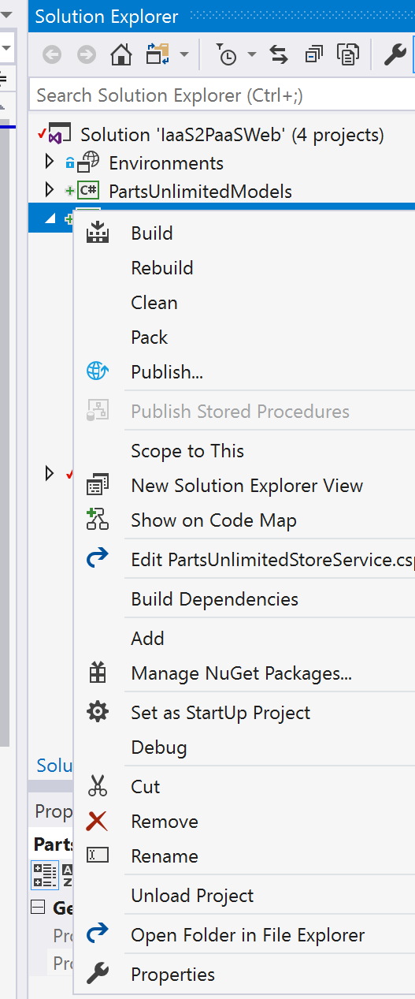 Solution Explorer
Search Solution Explorer (Ctrl+;)
Solution 'IaaS2PaaSWeb' (4 projects)
Environments
C# PartsUnlimitedModels
Build
Rebuild
Clean
Pack
Publish...
Publish Stored Procedures
Scope to This
New Solution Explorer View
Show on Code Map
Edit PartsUnlimitedStoreService.csp
Build Dependencies
Add
Manage NuGet Packages...
Set as StartUp Project
Debug
Solu
Cut
Prop
Remove
Parts
Rename
Ge
Unload Project
Pro
Open Folder in File Explorer
Pro
Properties